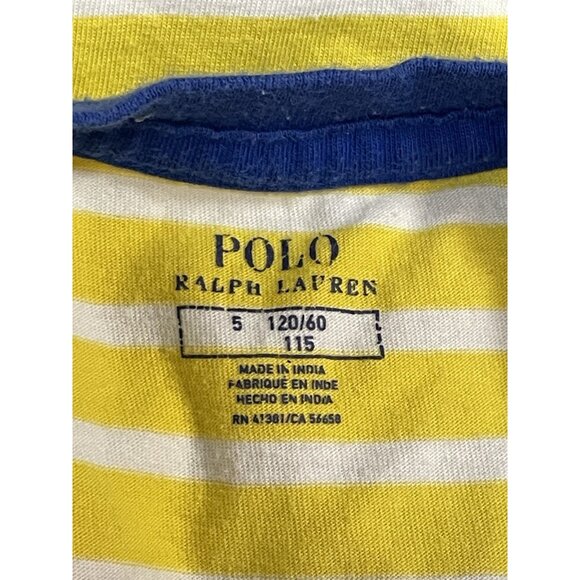 POLO
RALPH LAUREN
5 120/60
115
MADE IN INDIA
FABRIQUÉ EN INDE
HECHO EN INDIA
RN 41381/CA 56658